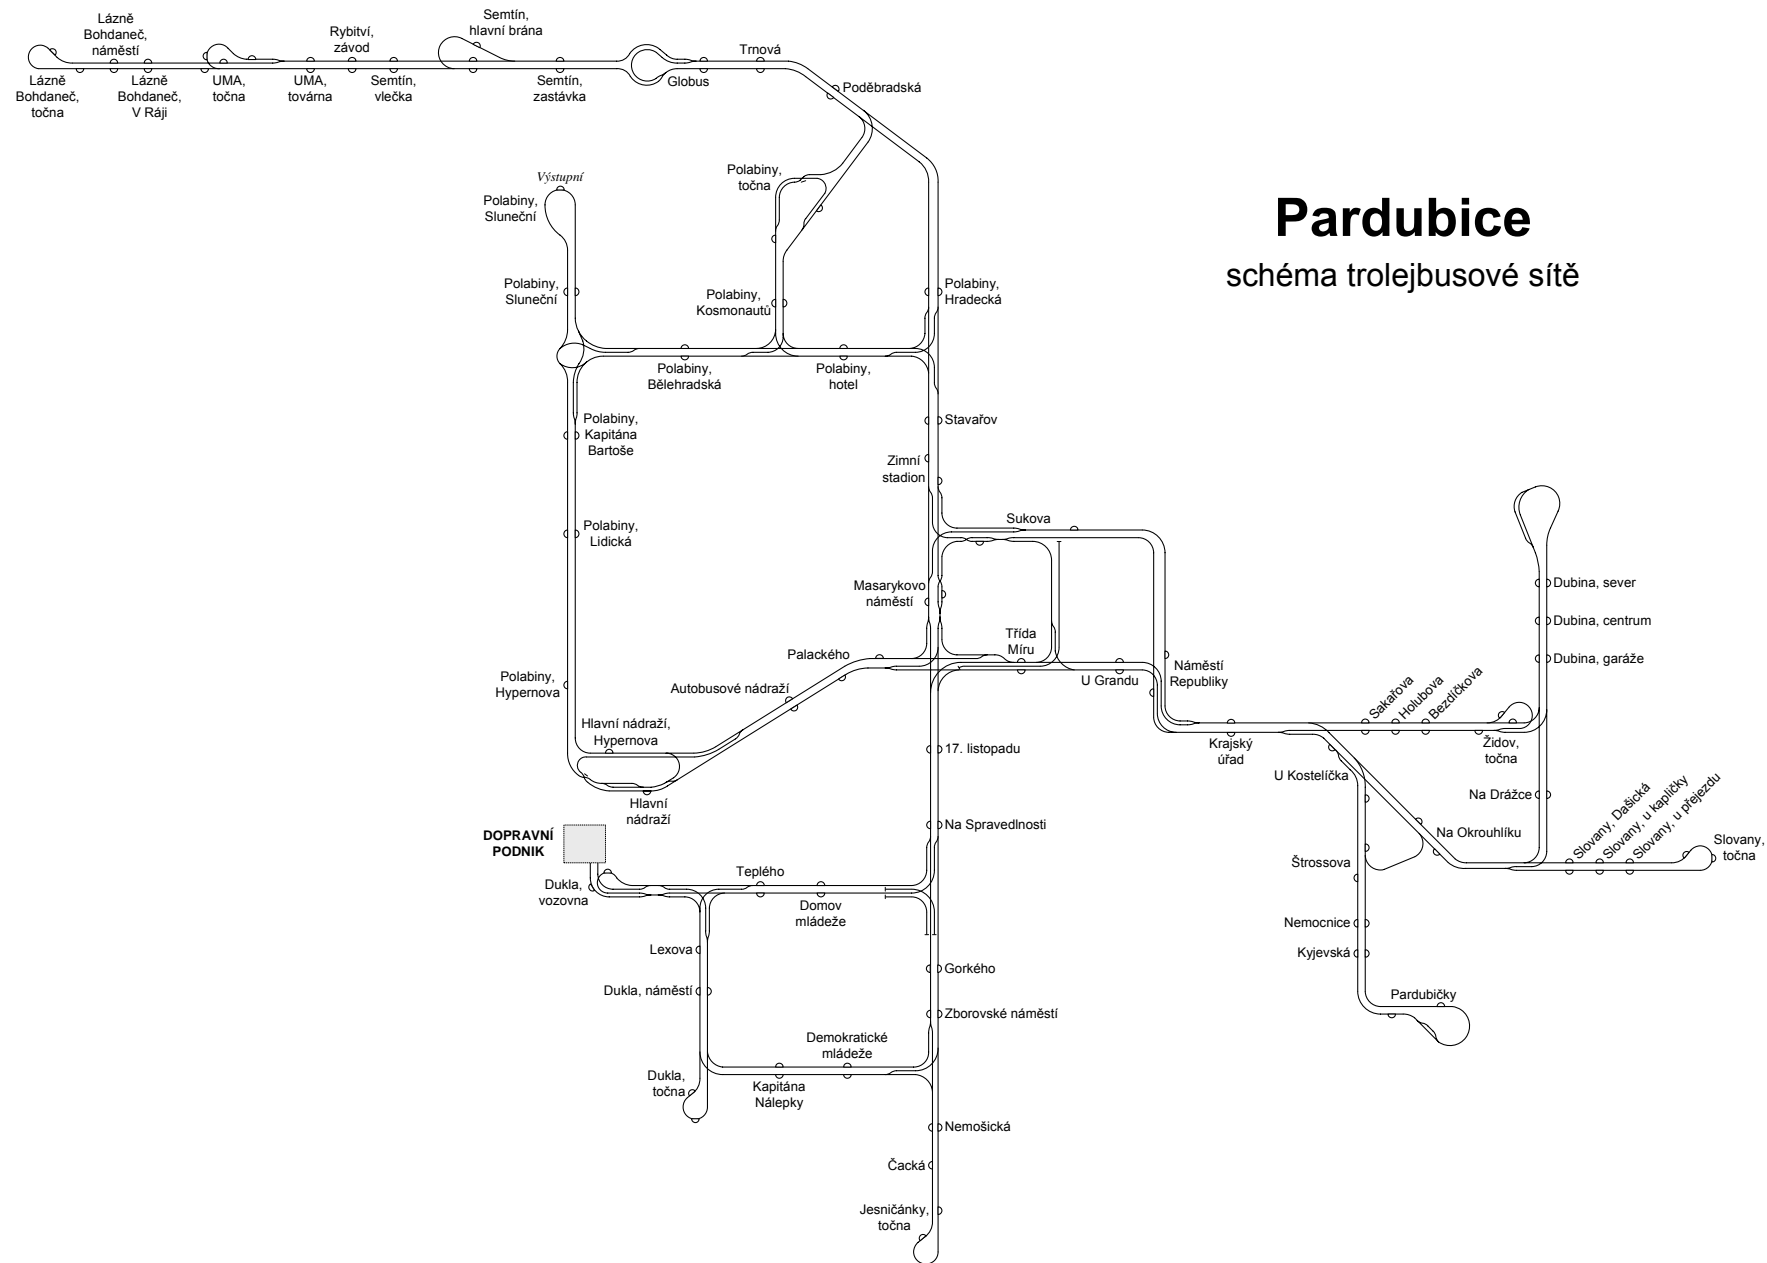 Pardubice
schéma trolejbusové sítě
Lázně
Bohdaneč,
náměstí
Lázně
Bohdaneč,
točna
Lázně
Bohdaneč,
V Ráji
UMA,
točna
UMA,
továrna
Rybitví,
závod
Semtín,
vlečka
Semtín,
hlavní brána
Semtín,
zastávka
Globus
Trnová
Poděbradská
Výstupní
Polabiny,
Sluneční
Polabiny,
točna
Polabiny,
Sluneční
Polabiny,
Kosmonautů
Polabiny,
Hradecká
Polabiny,
Bělehradská
Polabiny,
hotel
Polabiny,
Kapitána
Bartoše
Stavařov
Zimní
stadion
Polabiny,
Lidická
Sukova
Masarykovo
náměstí
Třída
Míru
Palackého
U Grandu
Náměstí
Republiky
Polabiny,
Hypernova
Autobusové nádraží
Hlavní nádraží,
Hypernova
Hlavní
nádraží
17. listopadu
Krajský
úřad
Sakařova
Holubova
Bezdíčkova
Židov,
točna
Dubina, sever
Dubina, centrum
Dubina, garáže
U Kostelíčka
Na Drážce
Na Okrouhlíku
Slovany, Dašická
Slovany, u kapličky
Slovany, u přejezdu
Slovany,
točna
Štrossova
Nemocnice
Kyjevská
Pardubičky
DOPRAVNÍ
PODNIK
Na Spravedlnosti
Dukla,
vozovna
Teplého
Domov
mládeže
Lexova
Dukla, náměstí
Gorkého
Zborovské náměstí
Demokratické
mládeže
Dukla,
točna
Kapitána
Nálepky
Nemošická
Čacká
Jesničánky,
točna